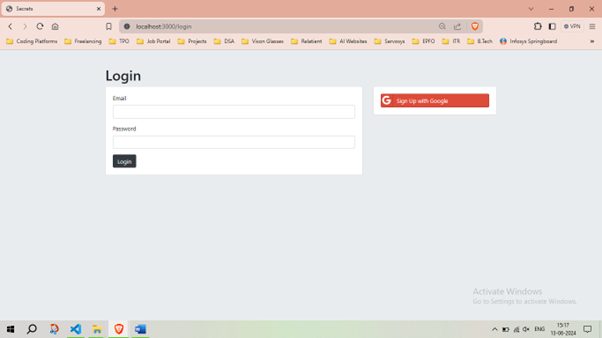 Secrets
localhost:3000/login
VPN
Coding Platforms
Freelancing
TPO
Job Portal
Projects
DSA
Vison Glasses
Relatient
AI Websites
Servosys
EPFO
ITR
B.Tech
Infosys Springboard
Login
Email
Password
Login
Sign Up with Google
Activate Windows
Go to Settings to activate Windows.
ENG
15:17
13-06-2024